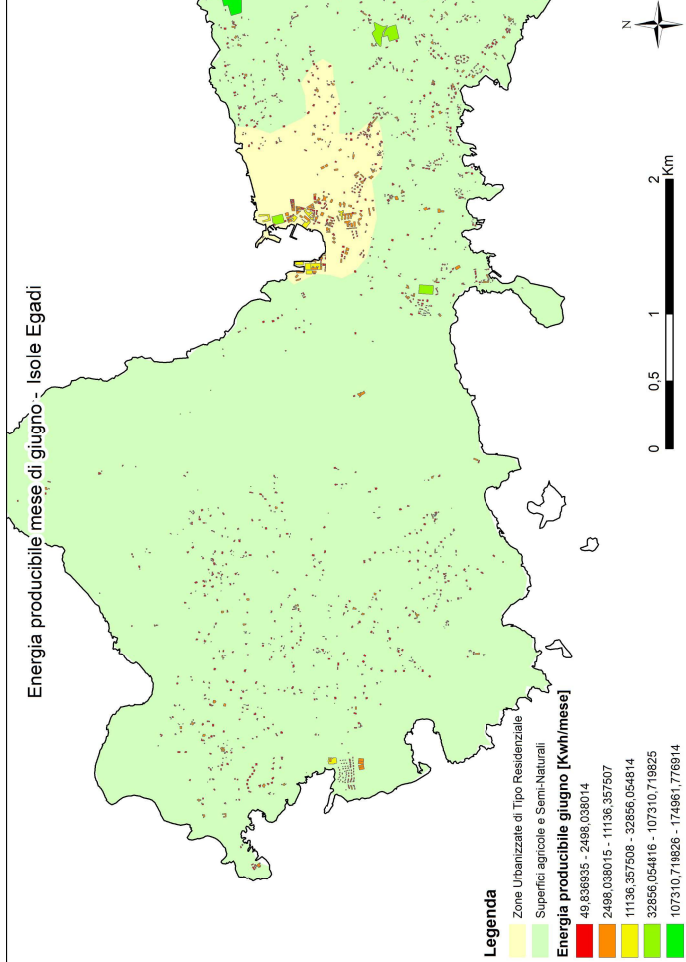 Energia producibile mese di giugno - Isole Egadi
N
0
0,5
1
2
Km
Legenda
Zone Urbanizzate di Tipo Residenziale
Superfici agricole e Semi-Naturali
Energia producibile giugno [Kwh/mese]
49,836935 - 2498,038014
2498,038015 - 11136,357507
11136,357508 - 32856,054814
32856,054816 - 107310,719825
107310,719826 - 174961,776914